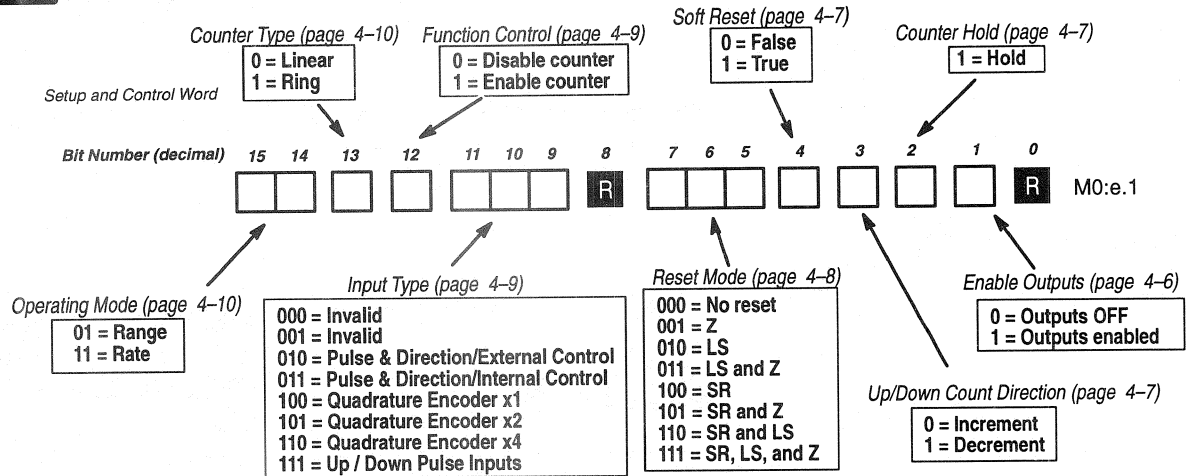 Soft Reset (page 4–7)
0 = False
1 = True
Counter Type (page 4–10)
0 = Linear
1 = Ring
Function Control (page 4–9)
0 = Disable counter
1 = Enable counter
Counter Hold (page 4–7)
1 = Hold
Setup and Control Word
Bit Number (decimal) 15 14 13 12 11 10 9 8 7 6 5 4 3 2 1 0
R R M0:e.1
Operating Mode (page 4–10)
01 = Range
11 = Rate
Input Type (page 4–9)
000 = Invalid
001 = Invalid
010 = Pulse & Direction/External Control
011 = Pulse & Direction/Internal Control
100 = Quadrature Encoder x1
101 = Quadrature Encoder x2
110 = Quadrature Encoder x4
111 = Up / Down Pulse Inputs
Reset Mode (page 4–8)
000 = No reset
001 = Z
010 = LS
011 = LS and Z
100 = SR
101 = SR and Z
110 = SR and LS
111 = SR, LS, and Z
Enable Outputs (page 4–6)
0 = Outputs OFF
1 = Outputs enabled
Up/Down Count Direction (page 4–7)
0 = Increment
1 = Decrement